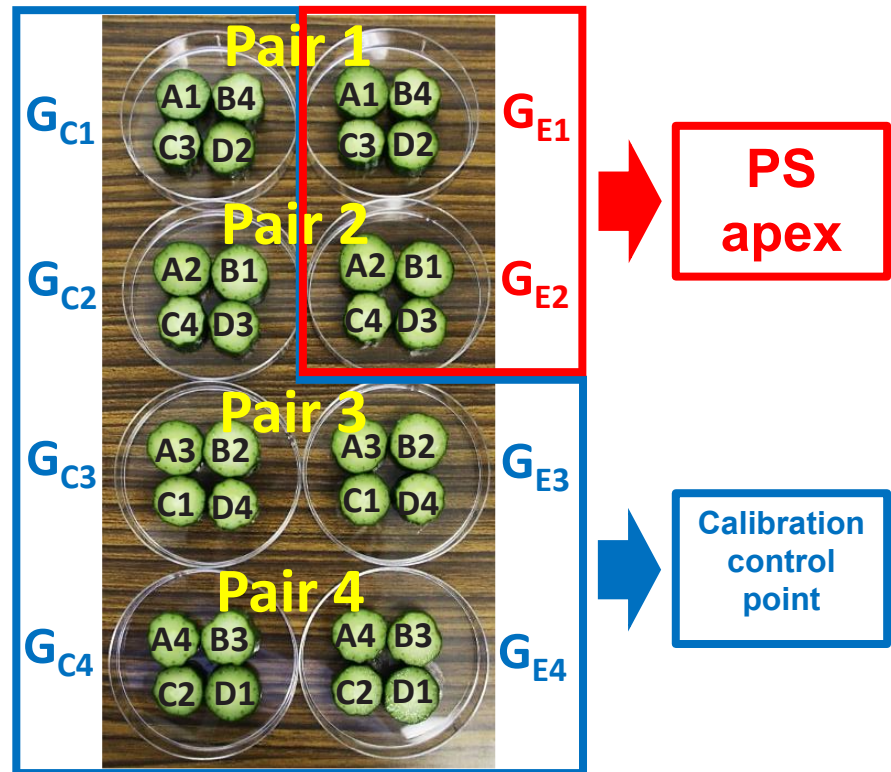 Pair 1
G_C1
A1 B4 A1 B4
C3 D2 C3 D2
G_E1
PS
apex
Pair 2
G_C2
A2 B1 A2 B1
C4 D3 C4 D3
G_E2
Pair 3
G_C3
A3 B2 A3 B2
C1 D4 C1 D4
G_E3
Calibration
control
point
Pair 4
G_C4
A4 B3 A4 B3
C2 D1 C2 D1
G_E4